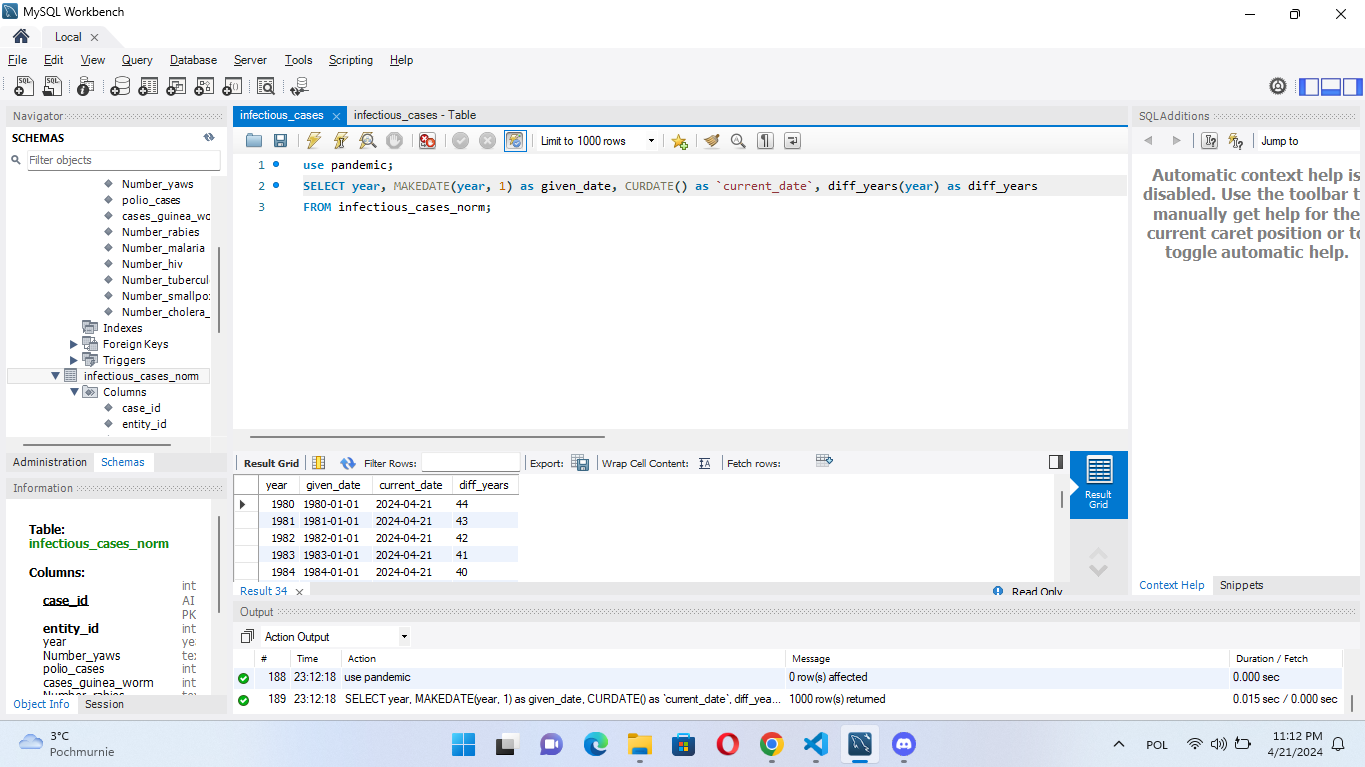 MySQL Workbench
Local
File Edit View Query Database Server Tools Scripting Help
Navigator
SCHEMAS
Filter objects
Number_yaws
polio_cases
cases_guinea_wo
Number_rabies
Number_malaria
Number_hiv
Number_tubercul
Number_smallpo
Number_cholera_
Indexes
Foreign Keys
Triggers
infectious_cases_norm
Columns
case_id
entity_id
Administration Schemas
Information
Table:
infectious_cases_norm
Columns:
int
case_id AI
PK
entity_id int
year ye
Number_yaws te
polio_cases int
cases_guinea_worm int
Number_rabies
Object Info Session
infectious_cases infectious_cases - Table
Limit to 1000 rows
1 use pandemic;
2 SELECT year, MAKEDATE(year, 1) as given_date, CURDATE() as `current_date`, diff_years(year) as diff_years
3 FROM infectious_cases_norm;
Result Grid Filter Rows: Export: Wrap Cell Content: Fetch rows:
year given_date current_date diff_years
1980 1980-01-01 2024-04-21 44
1981 1981-01-01 2024-04-21 43
1982 1982-01-01 2024-04-21 42
1983 1983-01-01 2024-04-21 41
1984 1984-01-01 2024-04-21 40
Result
Grid
Result 34 Read Only
Output
Action Output
# Time Action Message Duration / Fetch
188 23:12:18 use pandemic 0 row(s) affected 0.000 sec
189 23:12:18 SELECT year, MAKEDATE(year, 1) as given_date, CURDATE() as `current_date`, diff_yea... 1000 row(s) returned 0.015 sec / 0.000 sec
SQLAdditions
Jump to
Automatic context help is
disabled. Use the toolbar t
manually get help for the
current caret position or to
toggle automatic help.
Context Help Snippets
3°C
Pochmurnie
POL
11:12 PM
4/21/2024